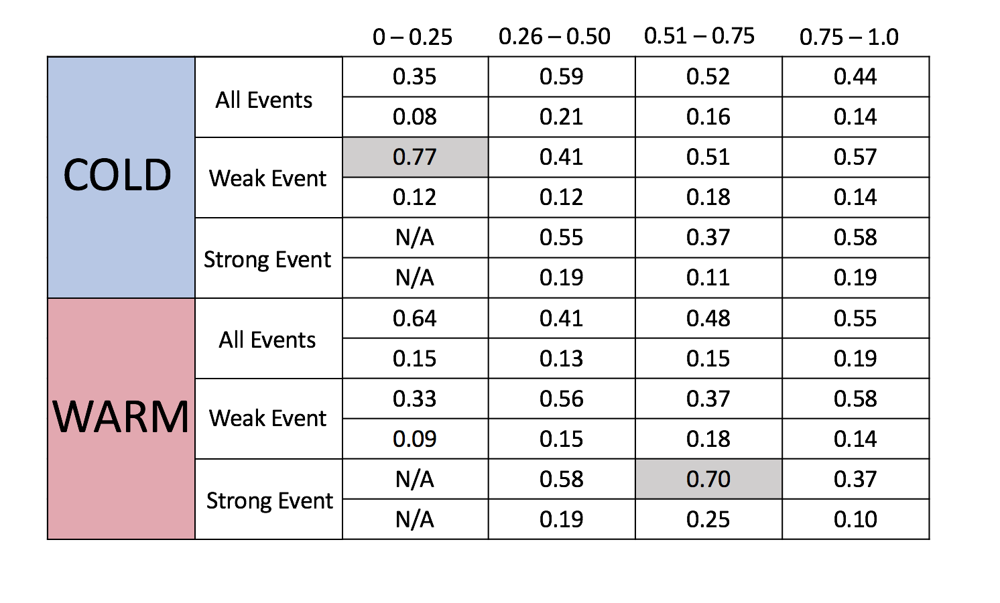 0 – 0.25 0.26 – 0.50 0.51 – 0.75 0.75 – 1.0
COLD
All Events
0.35 0.59 0.52 0.44
0.08 0.21 0.16 0.14
Weak Event
0.77 0.41 0.51 0.57
0.12 0.12 0.18 0.14
Strong Event
N/A 0.55 0.37 0.58
N/A 0.19 0.11 0.19
WARM
All Events
0.64 0.41 0.48 0.55
0.15 0.13 0.15 0.19
Weak Event
0.33 0.56 0.37 0.58
0.09 0.15 0.18 0.14
Strong Event
N/A 0.58 0.70 0.37
N/A 0.19 0.25 0.10